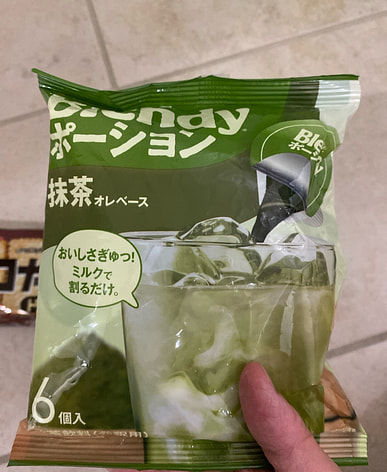 Blendy
ポーション
抹茶オレベース
おいしさぎゅっ!
ミルクで
割るだけ。
6個入